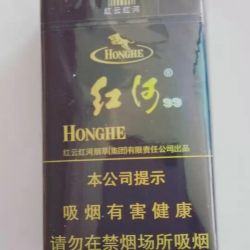 红云红河
HONGHE
红河®
99
HONGHE
红云红河烟草(集团)有限责任公司出品
本公司提示
吸烟有害健康
请勿在禁烟场所吸烟